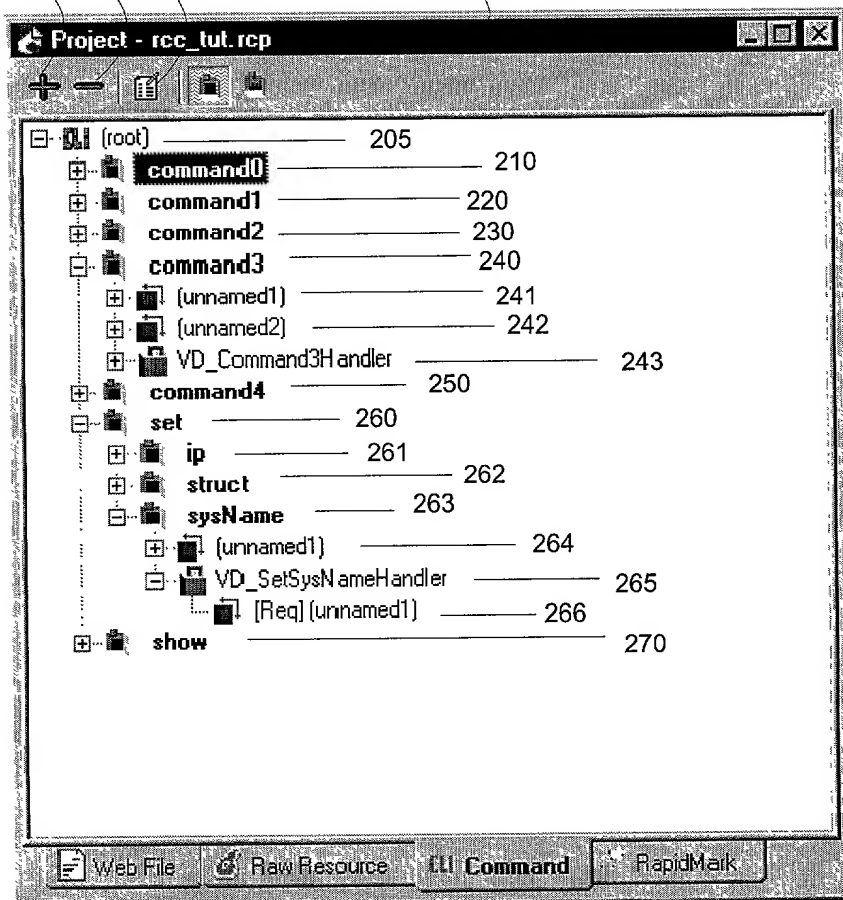 Project - rcc_tut.rcp
(root) 205
command0 210
command1 220
command2 230
command3 240
(unnamed1) 241
(unnamed2) 242
VD_Command3Handler 243
command4 250
set 260
ip 261
struct 262
sysName 263
(unnamed1) 264
VD_SetSysNameHandler 265
[Req] (unnamed1) 266
show 270
Web File Raw Resource CLI Command RapidMark